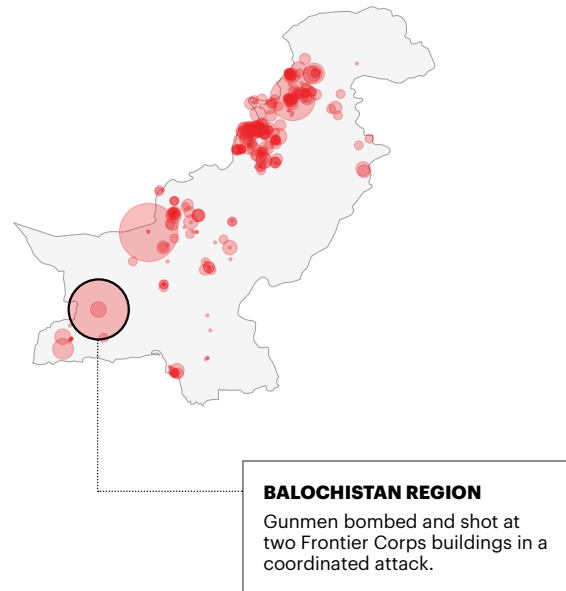 BALOCHISTAN REGION
Gunmen bombed and shot at
two Frontier Corps buildings in a
coordinated attack.